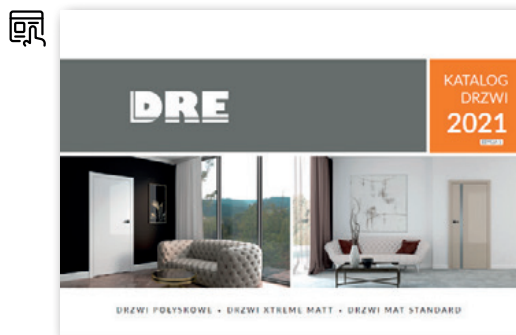 DRE
KATALOG
DRZWI
2021
DRZWI POŁYSKOWE • DRZWI XTREME MATT • DRZWI MAT STANDARD